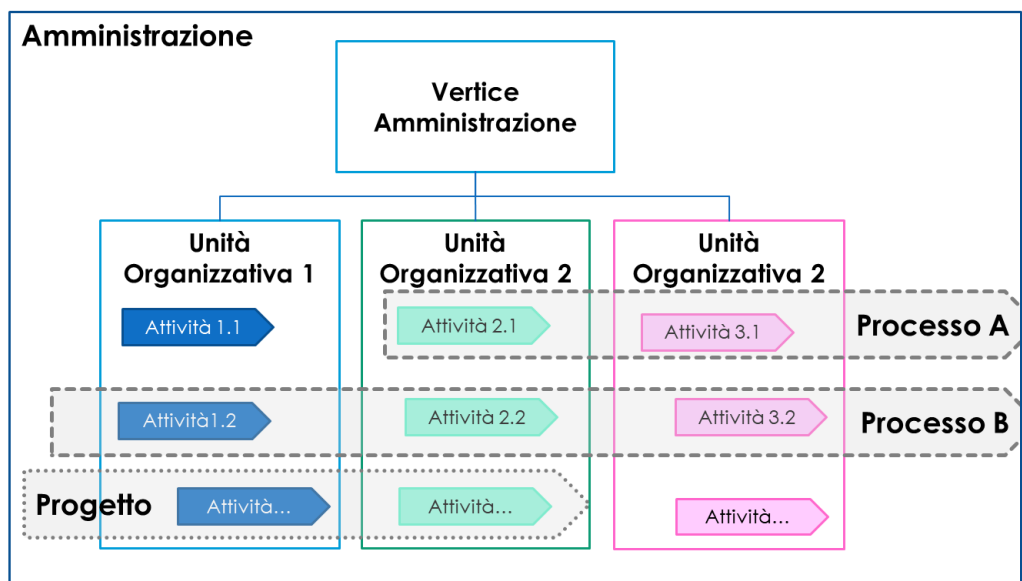 Amministrazione
Vertice
Amministrazione
Unità
Organizzativa 1
Unità
Organizzativa 2
Unità
Organizzativa 2
Attività 1.1
Attività 2.1
Attività 3.1
Processo A
Attività1.2
Attività 2.2
Attività 3.2
Processo B
Progetto
Attività...
Attività...
Attività...